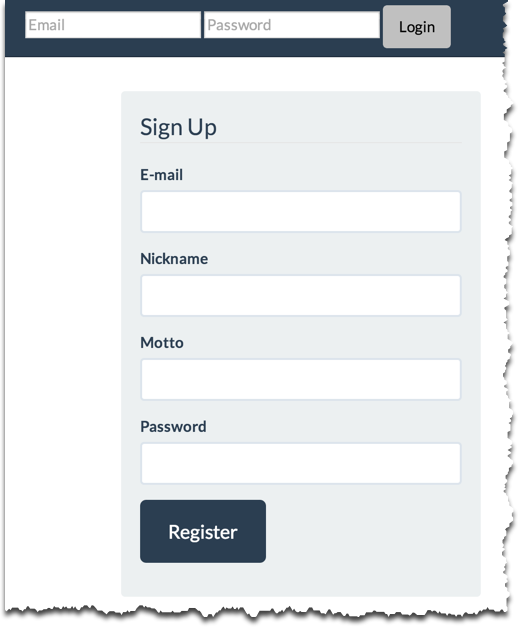 Email Password Login
Sign Up
E-mail
Nickname
Motto
Password
Register